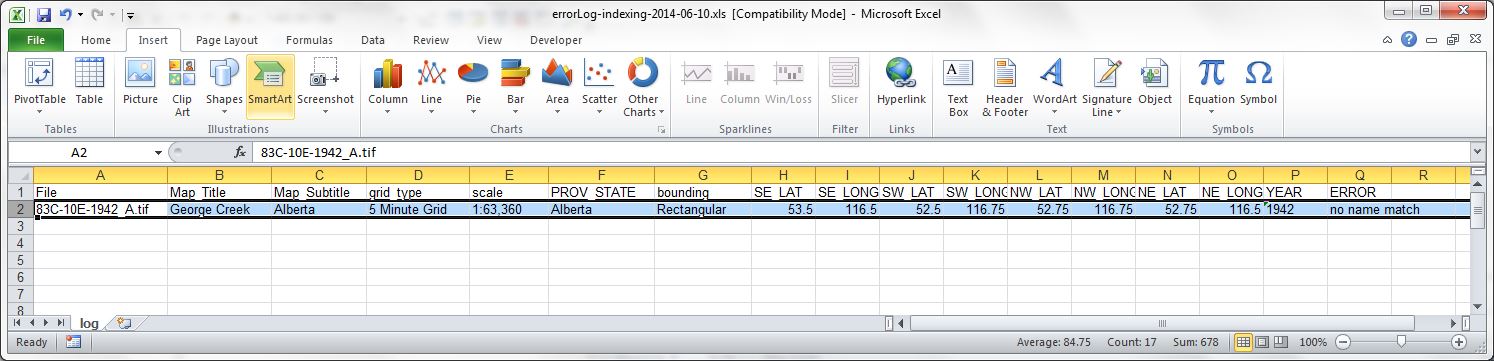 errorLog-indexing-2014-06-10.xls [Compatibility Mode] - Microsoft Excel
File Home Insert Page Layout Formulas Data Review View Developer
PivotTable Table Picture Clip Art Shapes SmartArt Screenshot Column Line Pie Bar Area Scatter Other Charts Line Column Win/Loss Slicer Hyperlink Text Box Header & Footer WordArt Signature Line Object Equation Symbol
Tables Illustrations Charts Sparklines Filter Links Text Symbols
A2 fx 83C-10E-1942_A.tif
A B C D E F G H I J K L M N O P Q R
1 File Map_Title Map_Subtitle grid_type scale PROV_STATE bounding SE_LAT SE_LONG SW_LAT SW_LONG NW_LAT NW_LONG NE_LAT NE_LONG YEAR ERROR
2 83C-10E-1942_A.tif George Creek Alberta 5 Minute Grid 1:63,360 Alberta Rectangular 53.5 116.5 52.5 116.75 52.75 116.75 52.75 116.5 1942 no name match
3
4
5
6
7
8
log
Ready Average: 84.75 Count: 17 Sum: 678 100%